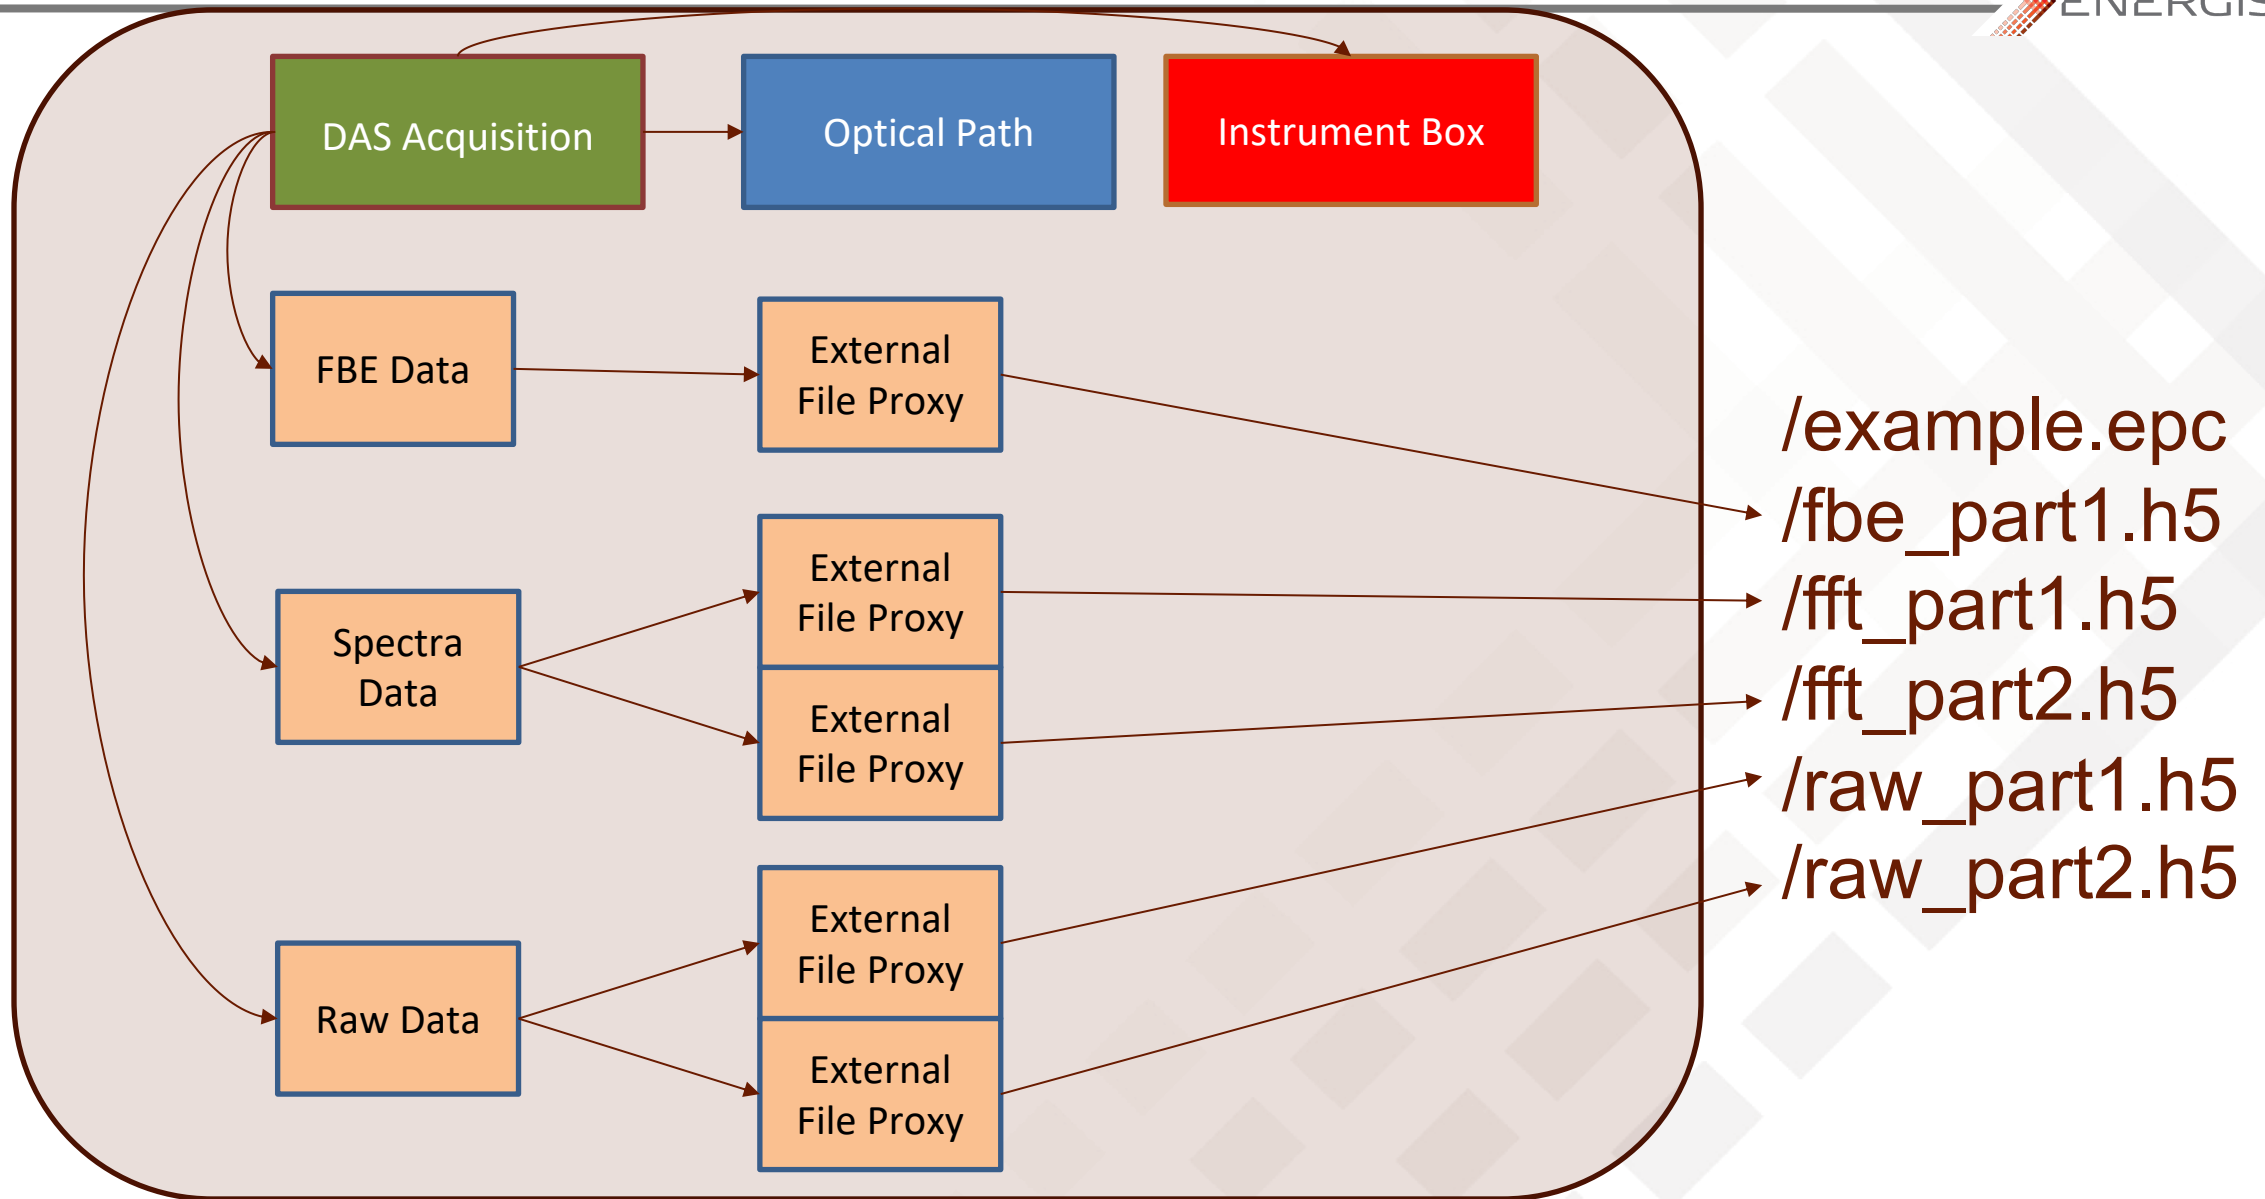 DAS Acquisition
Optical Path
Instrument Box
FBE Data
External
File Proxy
Spectra
Data
External
File Proxy
External
File Proxy
Raw Data
External
File Proxy
External
File Proxy
/example.epc
/fbe_part1.h5
/fft_part1.h5
/fft_part2.h5
/raw_part1.h5
/raw_part2.h5